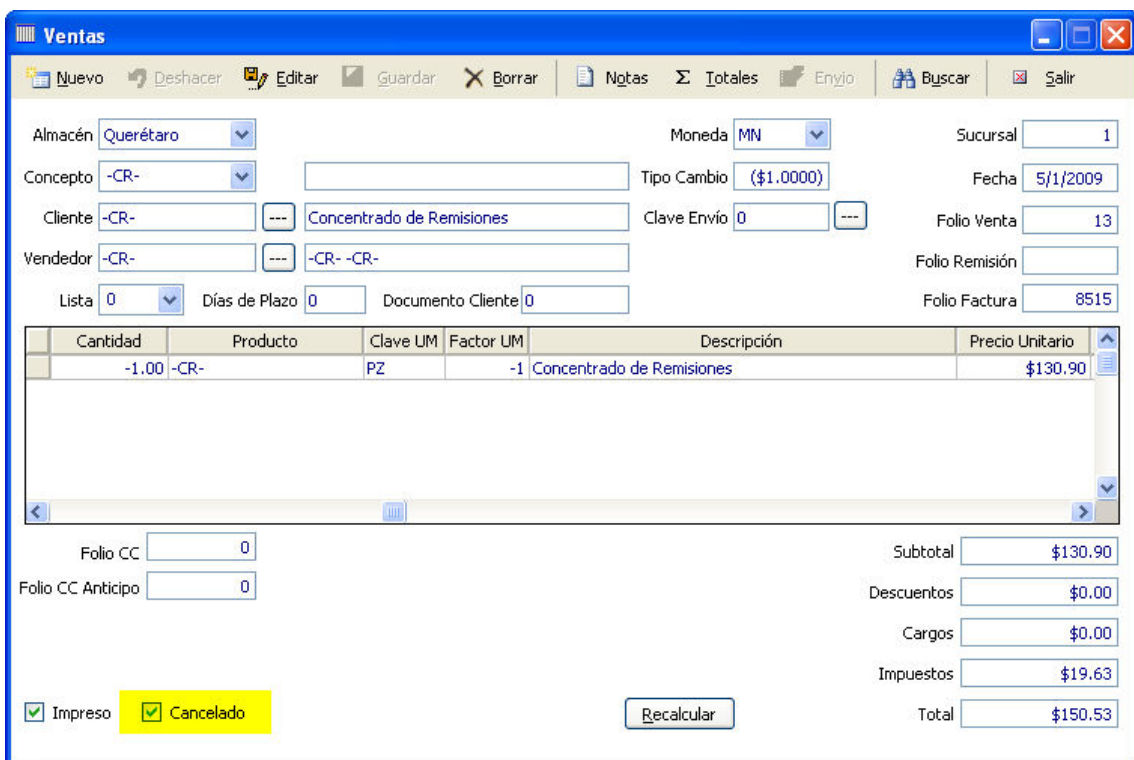 Ventas
Nuevo Deshacer Editar Guardar Borrar Notas Σ Totales Envio Buscar Salir
Almacén Querétaro Moneda MN Sucursal 1
Concepto -CR- Tipo Cambio ($1.0000) Fecha 5/1/2009
Cliente -CR- --- Concentrado de Remisiones Clave Envío 0 --- Folio Venta 13
Vendedor -CR- --- -CR- -CR- Folio Remisión
Lista 0 Días de Plazo 0 Documento Cliente 0 Folio Factura 8515
Cantidad Producto Clave UM Factor UM Descripción Precio Unitario
-1.00 -CR- PZ -1 Concentrado de Remisiones $130.90
Folio CC 0 Subtotal $130.90
Folio CC Anticipo 0 Descuentos $0.00
Cargos $0.00
Impuestos $19.63
Impreso Cancelado Recalcular Total $150.53